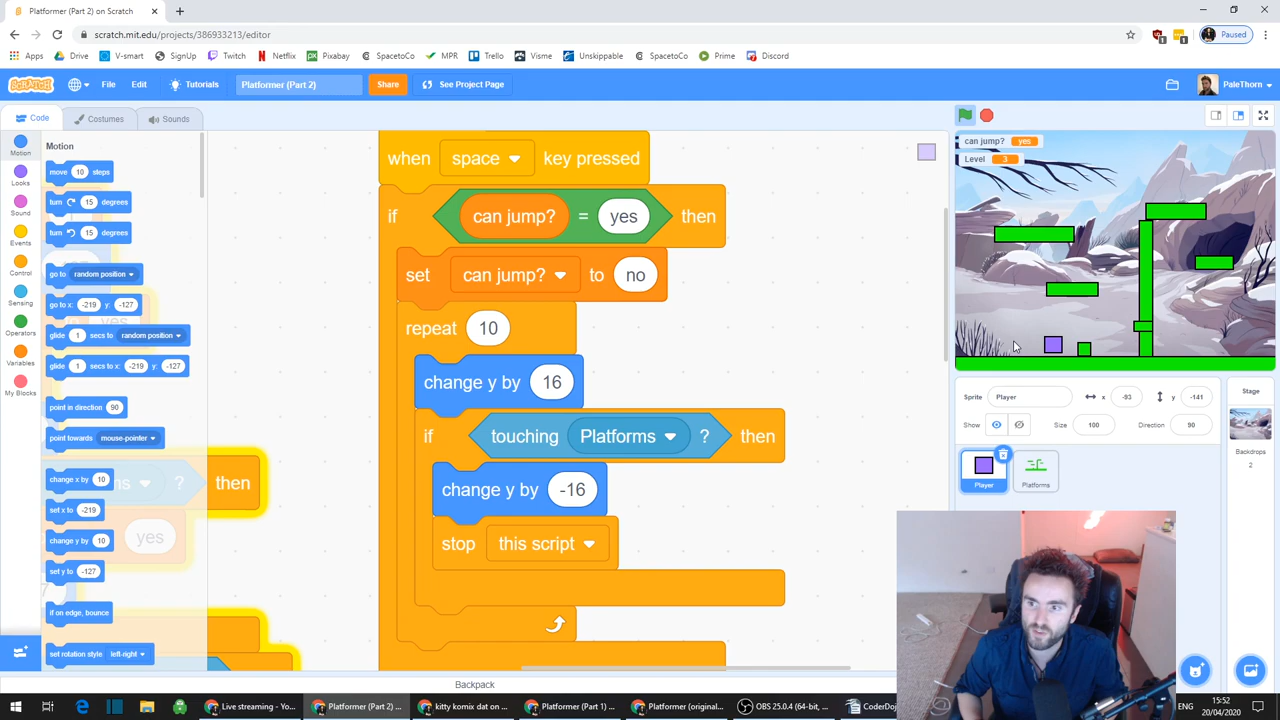 Platformer (Part 2) on Scratch
scratch.mit.edu/projects/386933213/editor
Paused
Apps Drive V-smart SignUp Twitch Netflix Pixabay SpacetoCo MPR Trello Visme Unskippable SpacetoCo Prime Discord
SCRATCH File Edit Tutorials Platformer (Part 2) Share See Project Page PaleThorn
Code Costumes Sounds
Motion
Looks
Sound
Events
Control
Sensing
Operators
Variables
My Blocks
Motion
move 10 steps
turn 15 degrees
turn 15 degrees
go to random position
go to x: -219 y: -127
glide 1 secs to random position
glide 1 secs to x: -219 y: -127
point in direction 90
point towards mouse-pointer
change x by 10
set x to -219
change y by 10
set y to -127
if on edge, bounce
set rotation style left-right
? then
yes
when space key pressed
if can jump? = yes then
set can jump? to no
repeat 10
change y by 16
if touching Platforms ? then
change y by -16
stop this script
can jump? yes
Level 3
Sprite Player x -93 y -141
Show Size 100 Direction 90
Player
Platforms
Stage
Backdrops
2
Backpack
Live streaming - Yo...
Platformer (Part 2) ...
kitty komix dat on ...
Platformer (Part 1) ...
Platformer (original...
OBS 25.0.4 (64-bit, ...
CoderDoj
15:52
20/04/2020